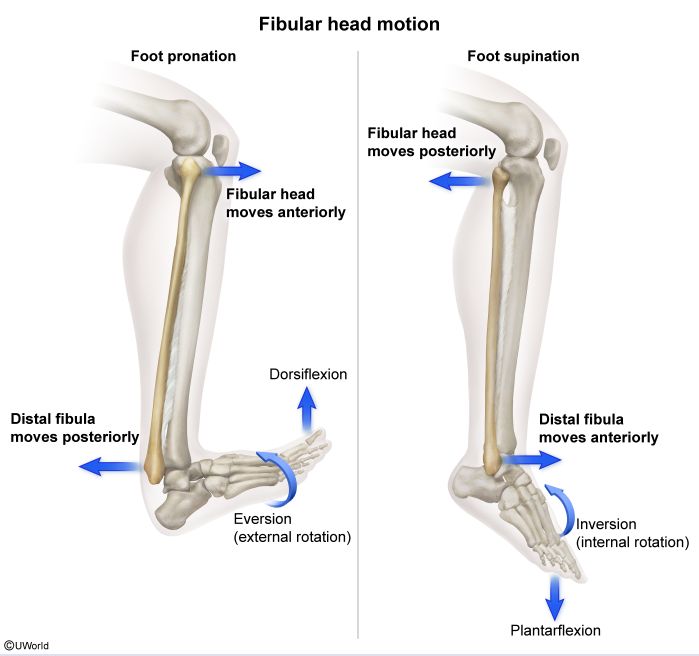 Fibular head motion
Foot pronation
Fibular head
moves anteriorly
Dorsiflexion
Distal fibula
moves posteriorly
Eversion
(external rotation)
Foot supination
Fibular head
moves posteriorly
Distal fibula
moves anteriorly
Inversion
(internal rotation)
Plantarflexion
©UWorld